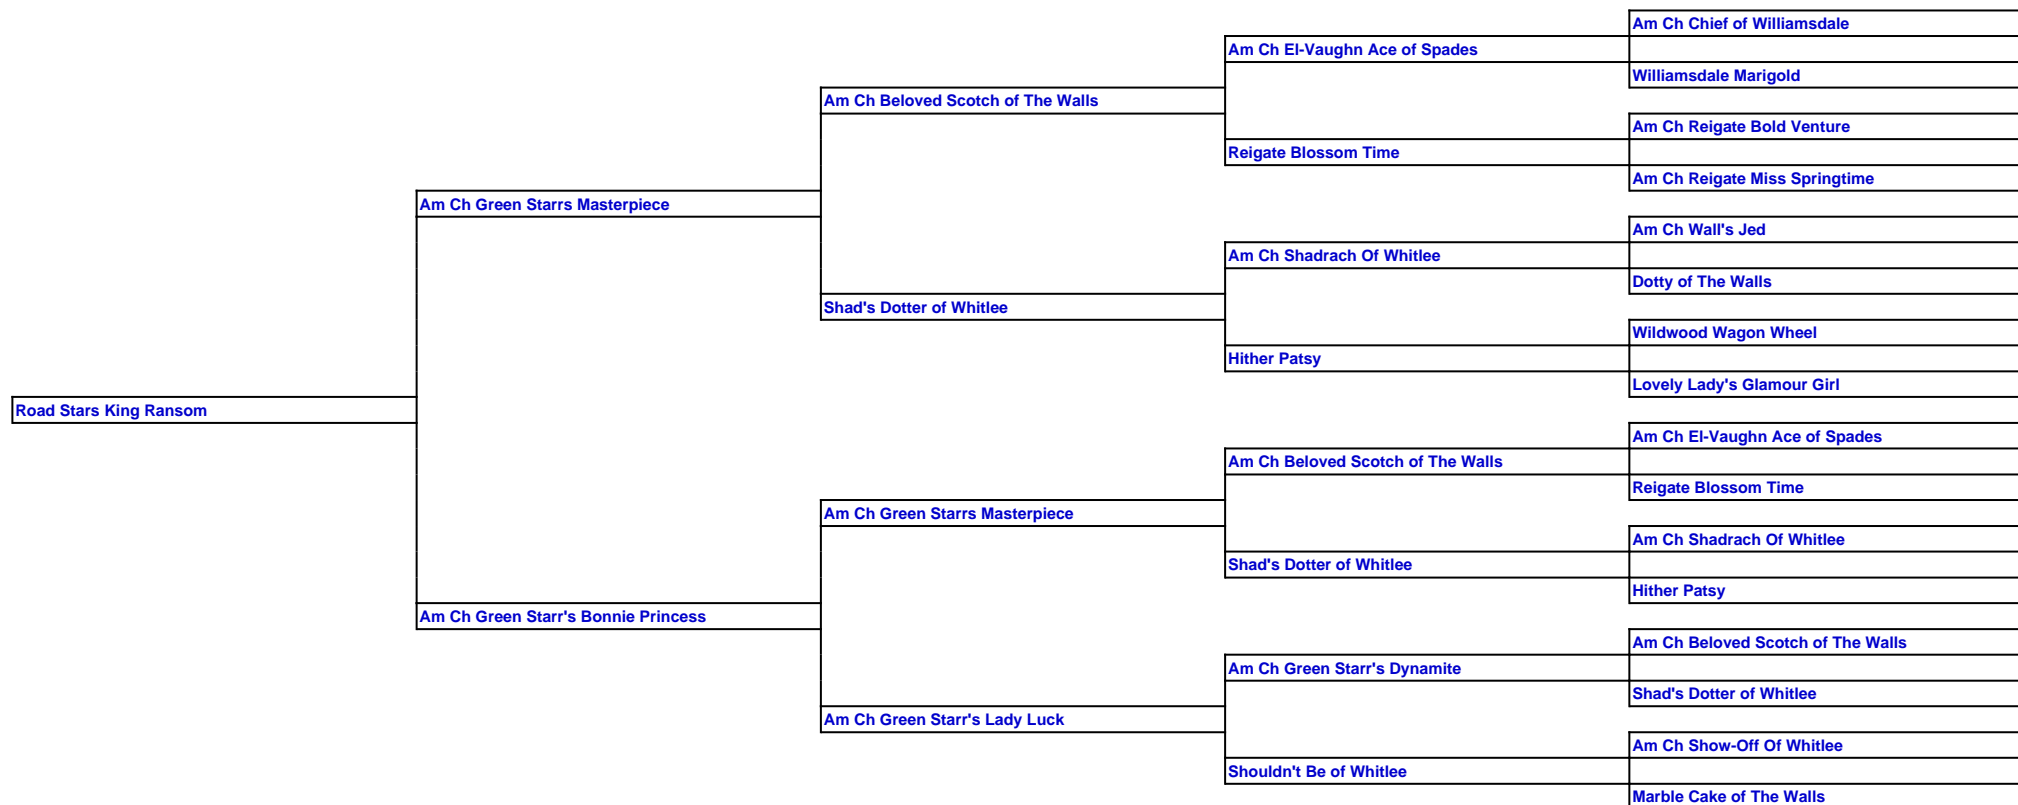 Am Ch Chief of Williamsdale
Am Ch El-Vaughn Ace of Spades
Williamsdale Marigold
Am Ch Beloved Scotch of The Walls
Am Ch Reigate Bold Venture
Reigate Blossom Time
Am Ch Reigate Miss Springtime
Am Ch Green Starrs Masterpiece
Am Ch Wall's Jed
Am Ch Shadrach Of Whitlee
Dotty of The Walls
Shad's Dotter of Whitlee
Wildwood Wagon Wheel
Hither Patsy
Lovely Lady's Glamour Girl
Road Stars King Ransom
Am Ch El-Vaughn Ace of Spades
Am Ch Beloved Scotch of The Walls
Reigate Blossom Time
Am Ch Green Starrs Masterpiece
Am Ch Shadrach Of Whitlee
Shad's Dotter of Whitlee
Hither Patsy
Am Ch Green Starr's Bonnie Princess
Am Ch Beloved Scotch of The Walls
Am Ch Green Starr's Dynamite
Shad's Dotter of Whitlee
Am Ch Green Starr's Lady Luck
Am Ch Show-Off Of Whitlee
Shouldn't Be of Whitlee
Marble Cake of The Walls